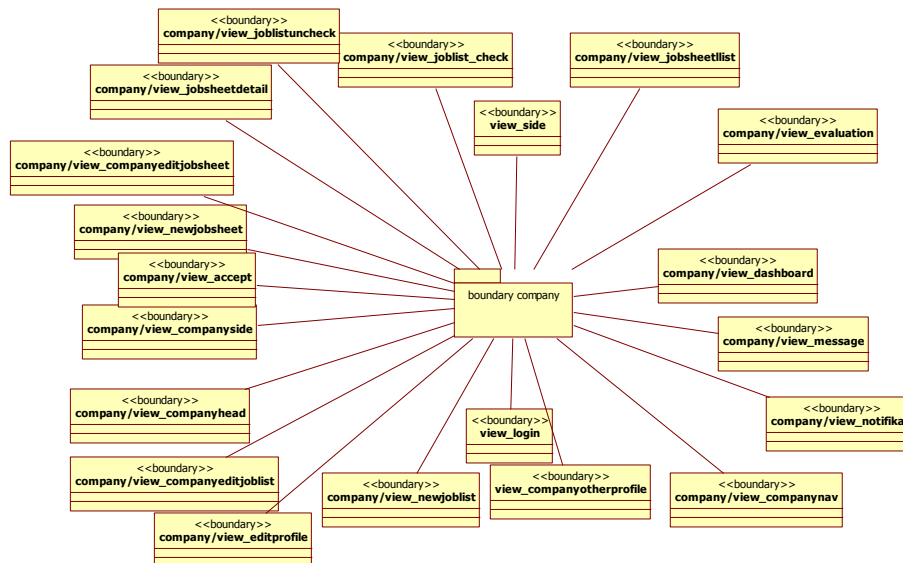 <<boundary>>
company/view_joblistuncheck
<<boundary>>
company/view_joblist_check
<<boundary>>
company/view_jobsheetllist
<<boundary>>
company/view_jobsheetdetail
<<boundary>>
view_side
<<boundary>>
company/view_evaluation
<<boundary>>
company/view_companyeditjobsheet
<<boundary>>
company/view_newjobsheet
<<boundary>>
company/view_accept
<<boundary>>
company/view_dashboard
boundary company
<<boundary>>
company/view_companyside
<<boundary>>
company/view_message
<<boundary>>
company/view_companyhead
<<boundary>>
company/view_notifika
<<boundary>>
view_login
<<boundary>>
company/view_companyeditjoblist
<<boundary>>
company/view_newjoblist
<<boundary>>
view_companyotherprofile
<<boundary>>
company/view_companynav
<<boundary>>
company/view_editprofile